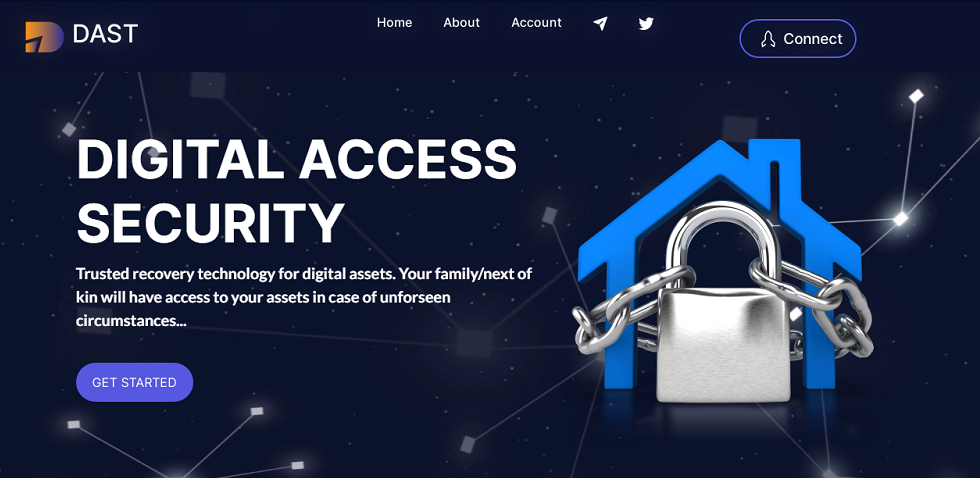 DAST
Home About Account
Connect
DIGITAL ACCESS
SECURITY
Trusted recovery technology for digital assets. Your family/next of
kin will have access to your assets in case of unforseen
circumstances...
GET STARTED